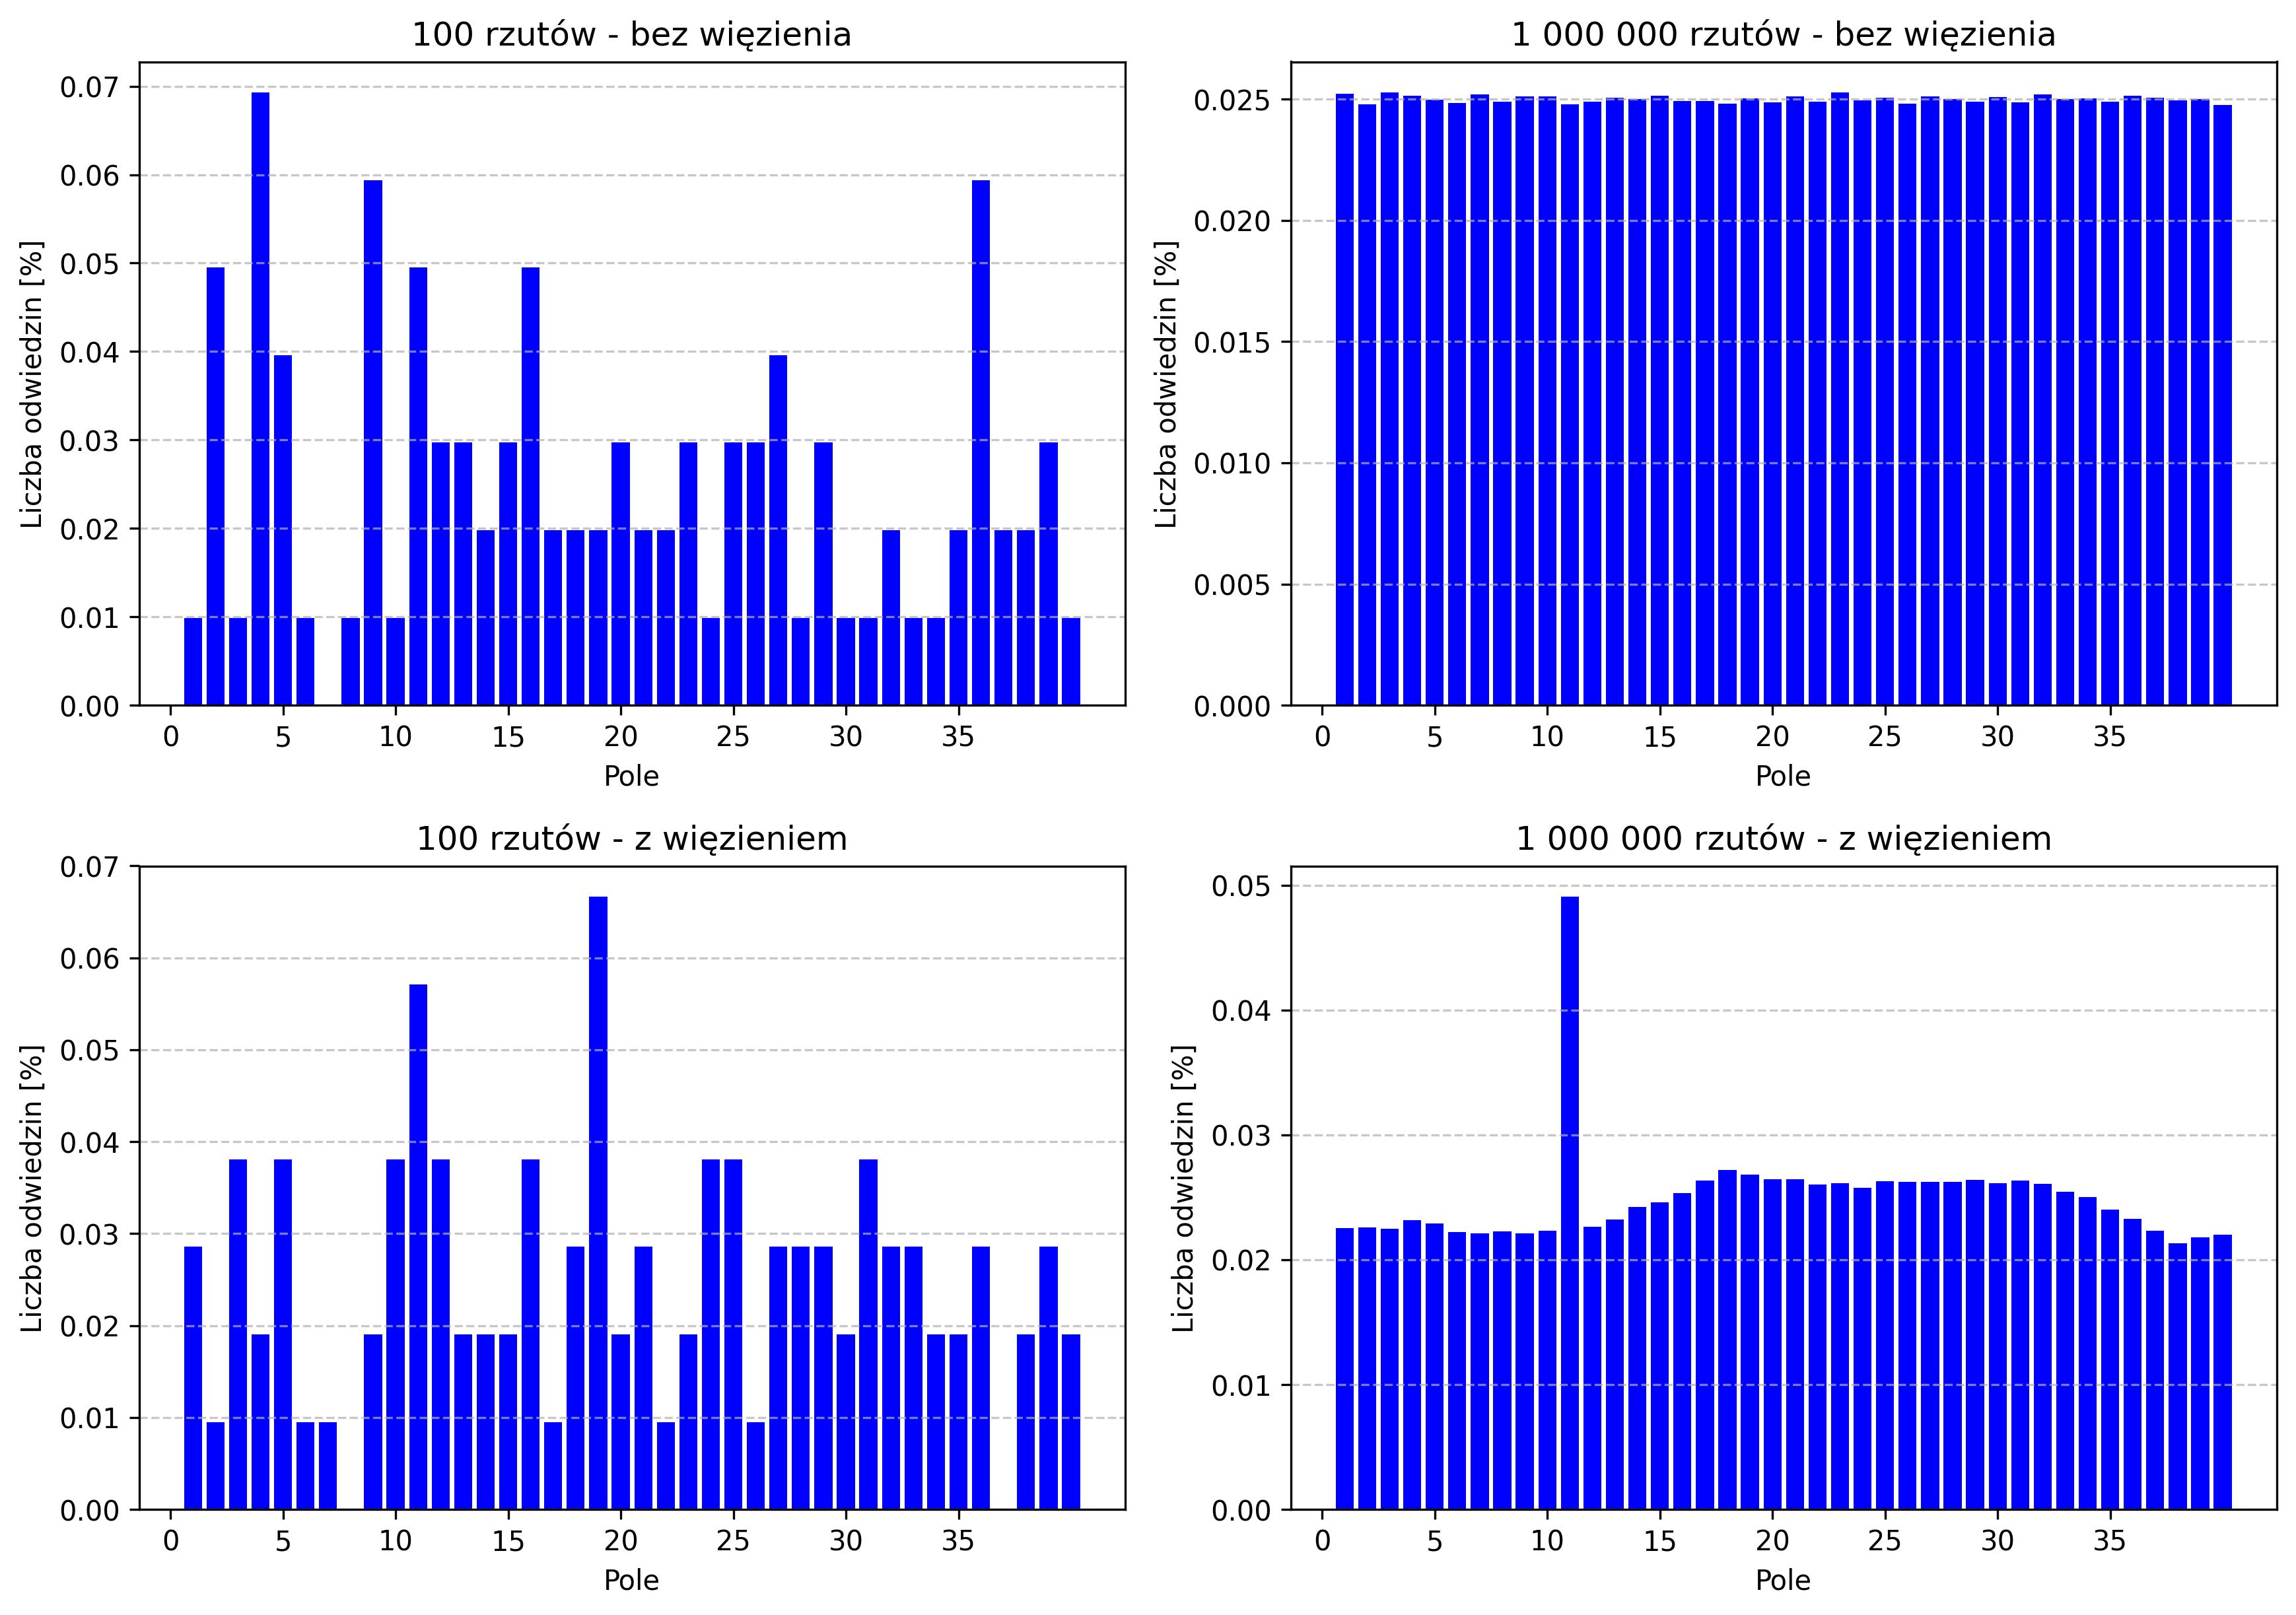 100 rzutów - bez więzienia
0.07
0.06
0.05
0.04
0.03
0.02
0.01
0.00
Liczba odwiedzin [%]
0 5 10 15 20 25 30 35
Pole
1 000 000 rzutów - bez więzienia
0.025
0.020
0.015
0.010
0.005
0.000
Liczba odwiedzin [%]
0 5 10 15 20 25 30 35
Pole
100 rzutów - z więzieniem
0.07
0.06
0.05
0.04
0.03
0.02
0.01
0.00
Liczba odwiedzin [%]
0 5 10 15 20 25 30 35
Pole
1 000 000 rzutów - z więzieniem
0.05
0.04
0.03
0.02
0.01
0.00
Liczba odwiedzin [%]
0 5 10 15 20 25 30 35
Pole